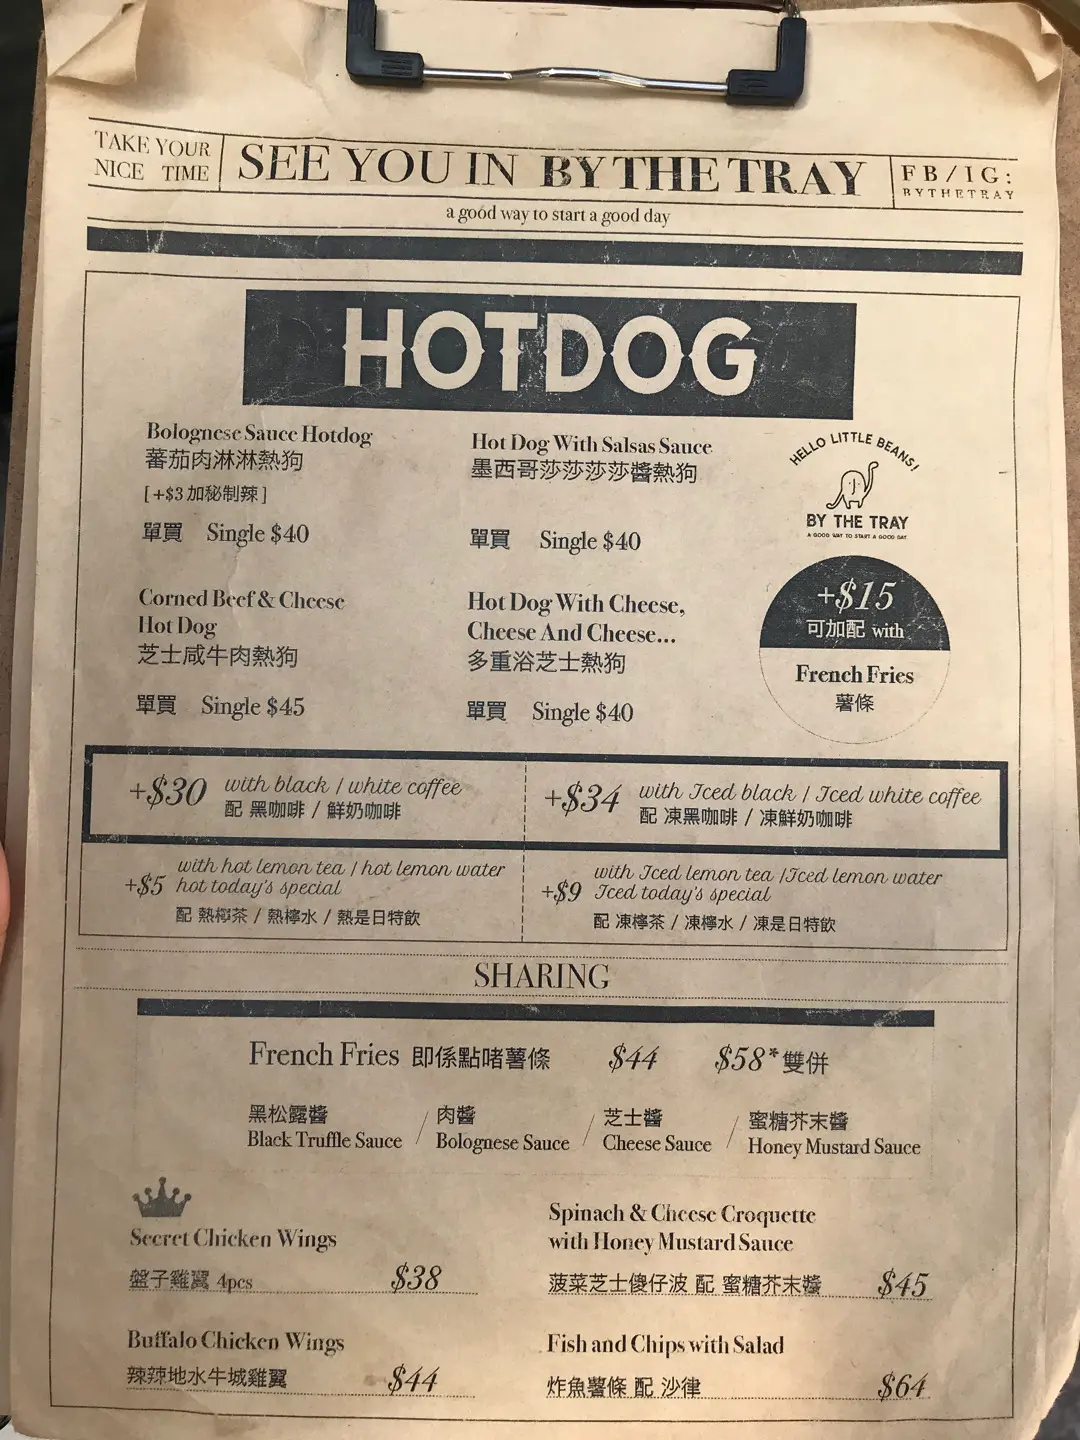 TAKE YOUR
NICE TIME
SEE YOU IN BY THE TRAY
FB/IG:
BYTHETRAY
a good way to start a good day
HOTDOG
Bolognese Sauce Hotdog
蕃茄肉淋淋熱狗
[+$3加秘制辣]
單買 Single $40
Hot Dog With Salsas Sauce
墨西哥莎莎莎莎醬熱狗
單買 Single $40
HELLO LITTLE BEANS!
BY THE TRAY
A GOOD WAY TO START A GOOD DAY
Corned Beef & Cheese
Hot Dog
芝士咸牛肉熱狗
單買 Single $45
Hot Dog With Cheese,
Cheese And Cheese...
多重浴芝士熱狗
單買 Single $40
+$15
可加配 with
French Fries
薯條
+$30 with black / white coffee
配 黑咖啡 / 鮮奶咖啡
+$34 with Iced black / Iced white coffee
配 凍黑咖啡 / 凍鮮奶咖啡
+$5 with hot lemon tea / hot lemon water
hot today's special
配 熱檸茶 / 熱檸水 / 熱是日特飲
+$9 with Iced lemon tea /Iced lemon water
Iced today's special
配 凍檸茶 / 凍檸水 / 凍是日特飲
SHARING
French Fries 即係點啫薯條 $44 $58*雙併
黑松露醬
Black Truffle Sauce /
肉醬
Bolognese Sauce /
芝士醬
Cheese Sauce /
蜜糖芥末醬
Honey Mustard Sauce
Secret Chicken Wings
盤子雞翼 4pcs $38
Spinach & Cheese Croquette
with Honey Mustard Sauce
菠菜芝士傻仔波 配 蜜糖芥末醬 $45
Buffalo Chicken Wings
辣辣地水牛城雞翼 $44
Fish and Chips with Salad
炸魚薯條 配 沙律 $64